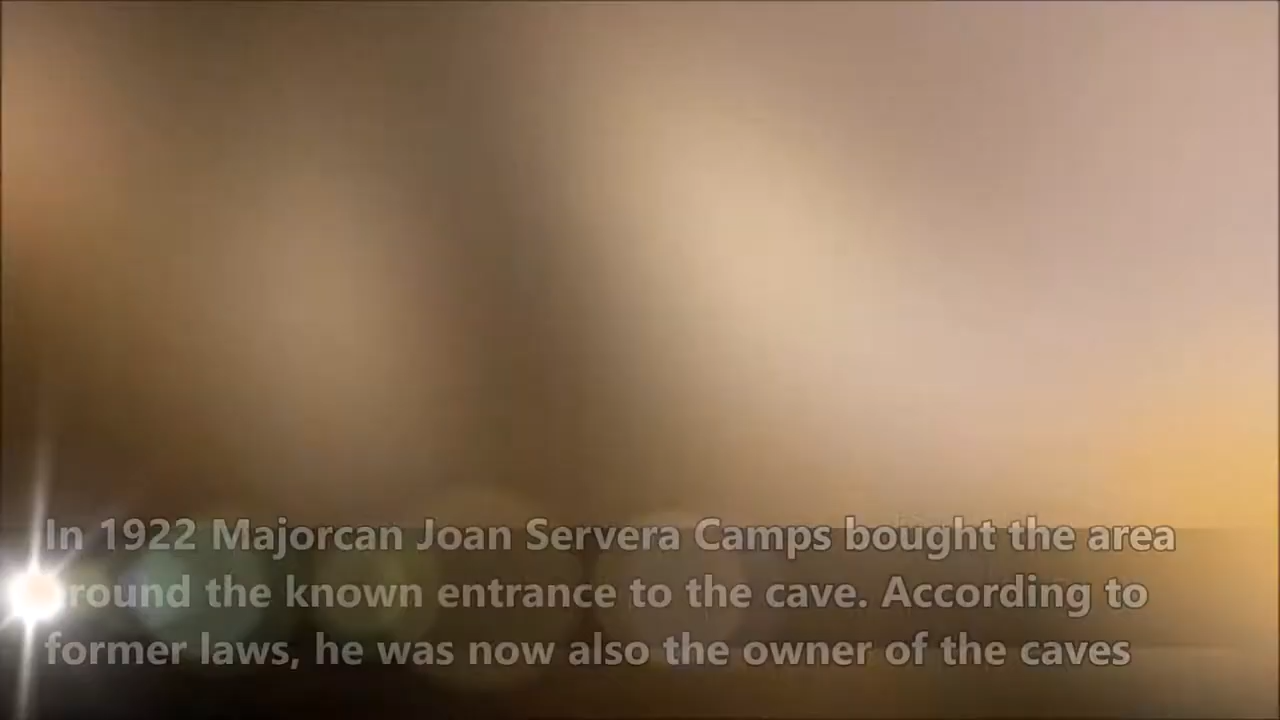 In 1922 Majorcan Joan Servera Camps bought the area
around the known entrance to the cave. According to
former laws, he was now also the owner of the caves